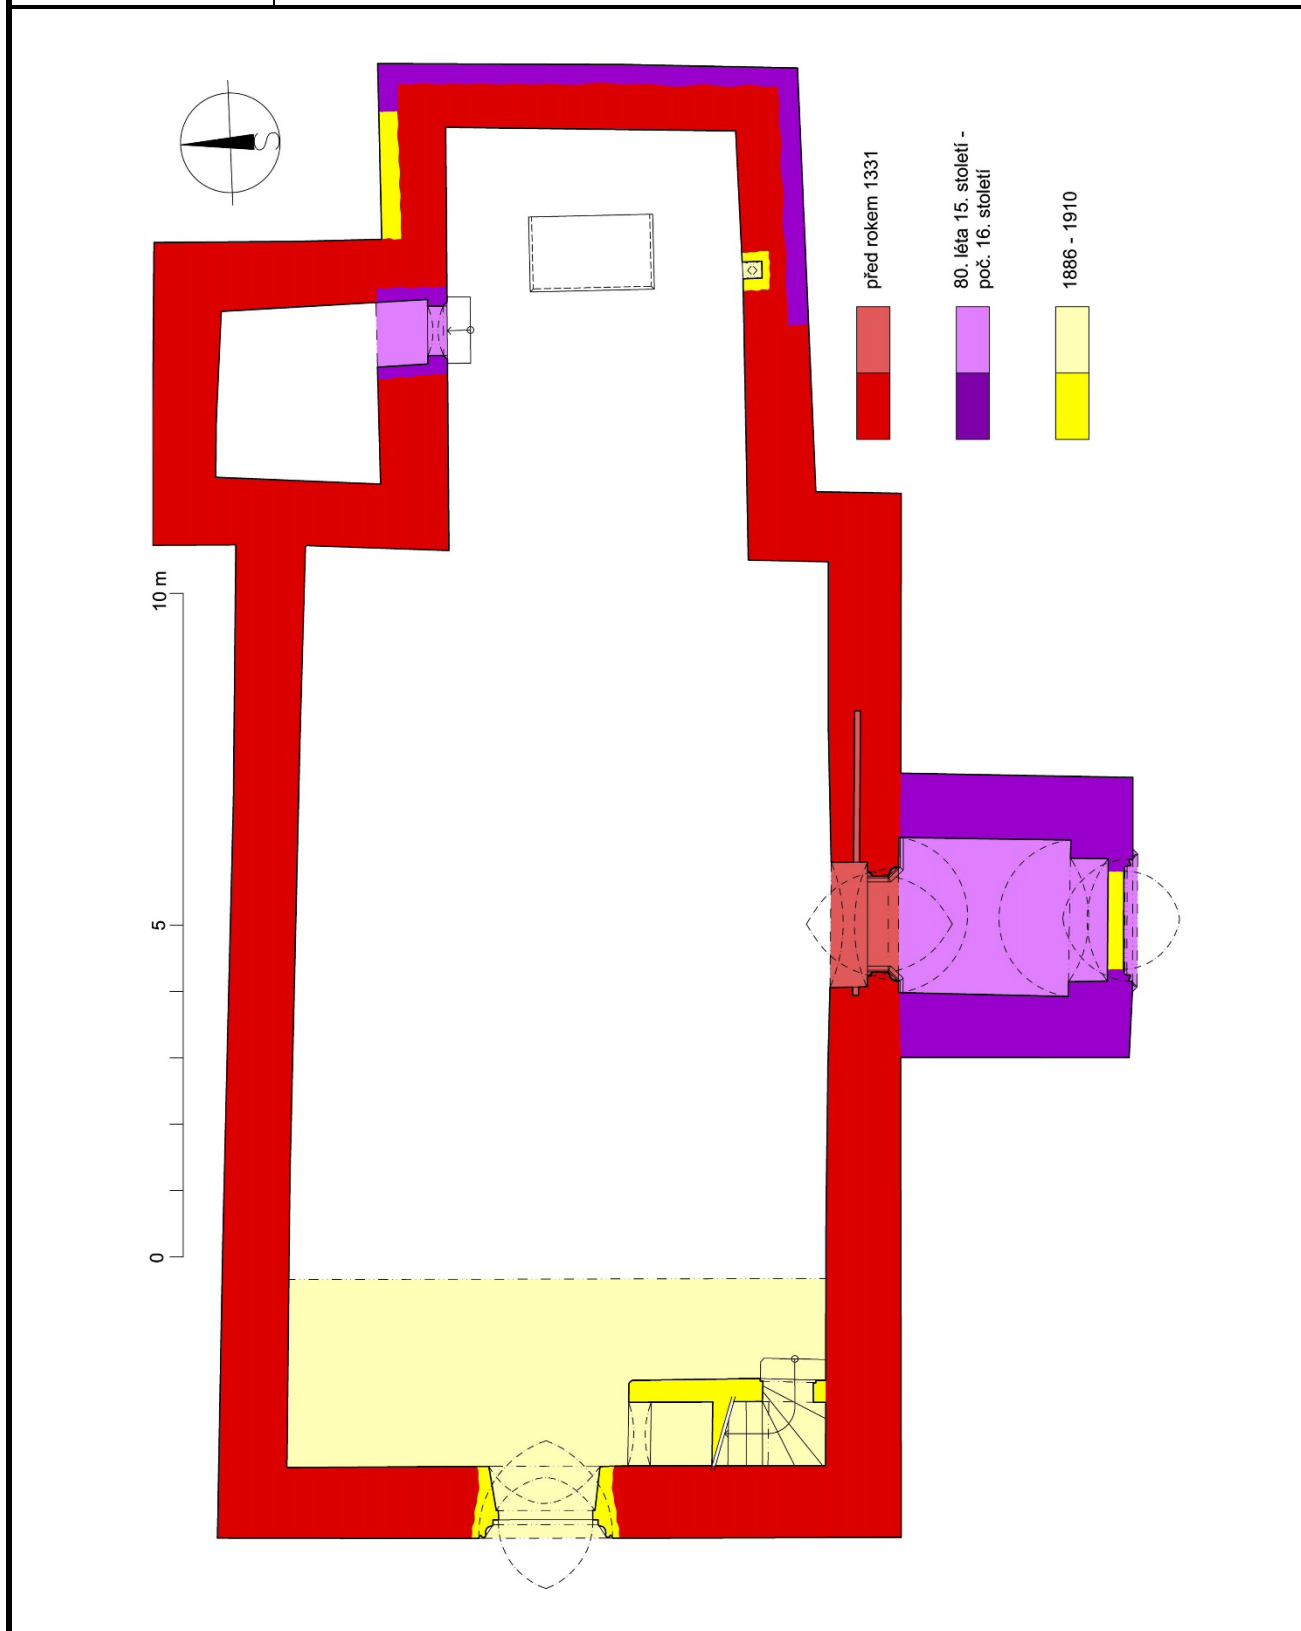 S
před rokem 1331
80. léta 15. století -
poč. 16. století
1886 - 1910
10 m
5
0